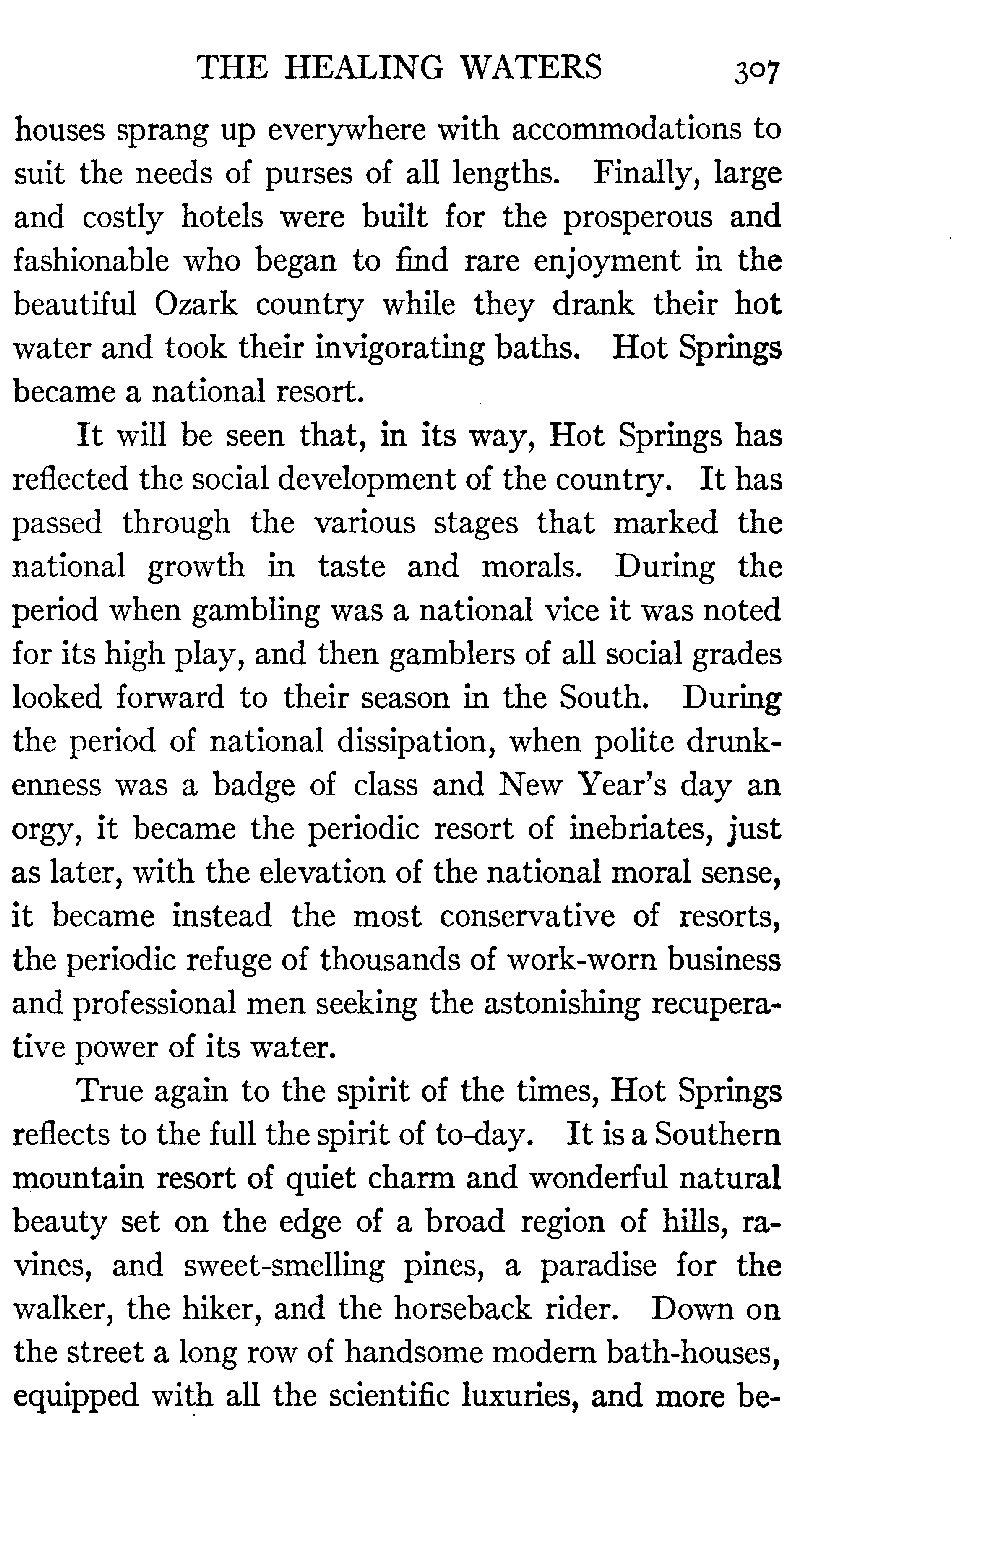 THE HEALING WATERS 307
houses sprang up everywhere with accommodations to
suit the needs of purses of all lengths. Finally, large
and costly hotels were built for the prosperous and
fashionable who began to find rare enjoyment in the
beautiful Ozark country while they drank their hot
water and took their invigorating baths. Hot Springs
became a national resort.
It will be seen that, in its way, Hot Springs has
reflected the social development of the country. It has
passed through the various stages that marked the
national growth in taste and morals. During the
period when gambling was a national vice it was noted
for its high play, and then gamblers of all social grades
looked forward to their season in the South. During
the period of national dissipation, when polite drunk-
enness was a badge of class and New Year's day an
orgy, it became the periodic resort of inebriates, just
as later, with the elevation of the national moral sense,
it became instead the most conservative of resorts,
the periodic refuge of thousands of work-worn business
and professional men seeking the astonishing recupera-
tive power of its water.
True again to the spirit of the times, Hot Springs
reflects to the full the spirit of to-day. It is a Southern
mountain resort of quiet charm and wonderful natural
beauty set on the edge of a broad region of hills, ra-
vines, and sweet-smelling pines, a paradise for the
walker, the hiker, and the horseback rider. Down on
the street a long row of handsome modern bath-houses,
equipped with all the scientific luxuries, and more be-